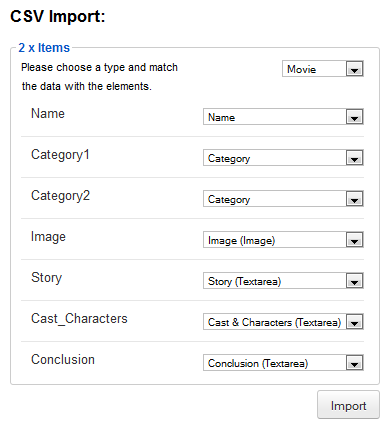 CSV Import:
2 x Items
Please choose a type and match Movie
the data with the elements.
Name Name
Category1 Category
Category2 Category
Image Image (Image)
Story Story (Textarea)
Cast_Characters Cast & Characters (Textarea)
Conclusion Conclusion (Textarea)
Import